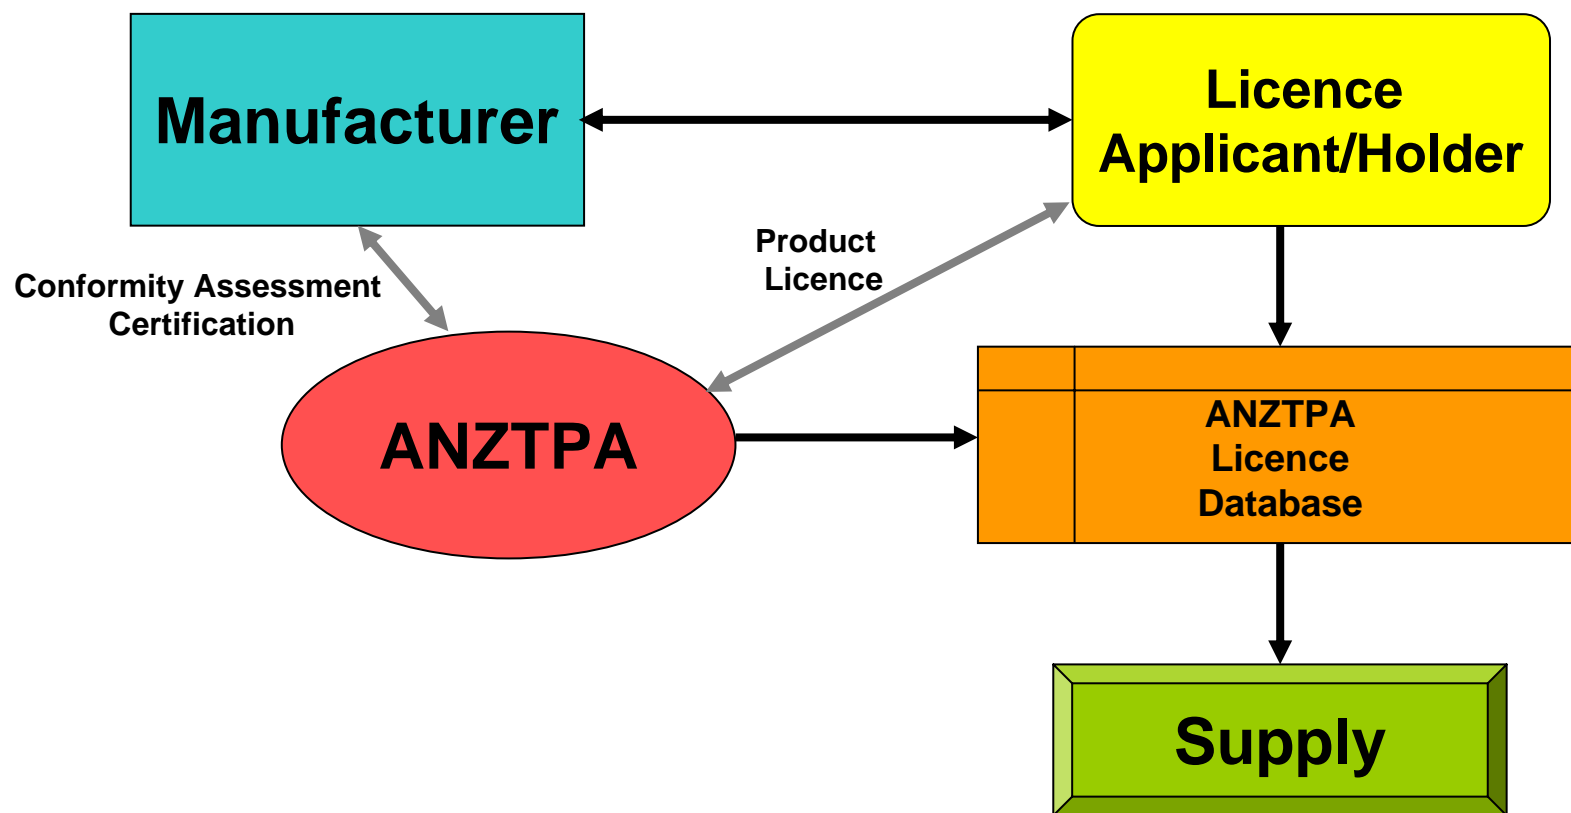 Manufacturer
Licence
Applicant/Holder
Product
Licence
Conformity Assessment
Certification
ANZTPA
ANZTPA
Licence
Database
Supply